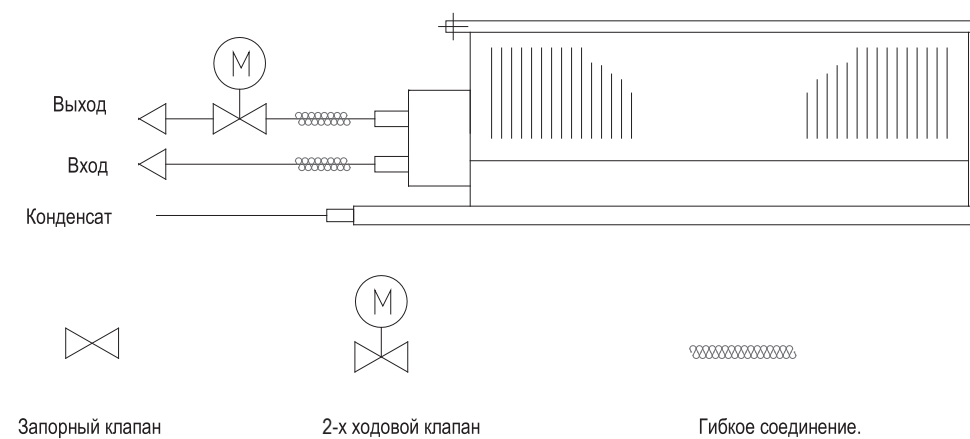 M
Выход
Вход
Конденсат
M
Запорный клапан
2-х ходовой клапан
Гибкое соединение.